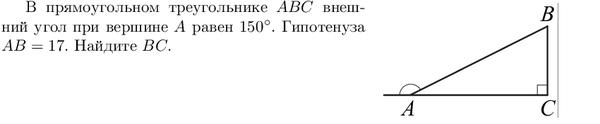 В прямоугольном треугольнике ABC внеш-
ний угол при вершине A равен 150°. Гипотенуза
AB = 17. Найдите BC.
B
A
C